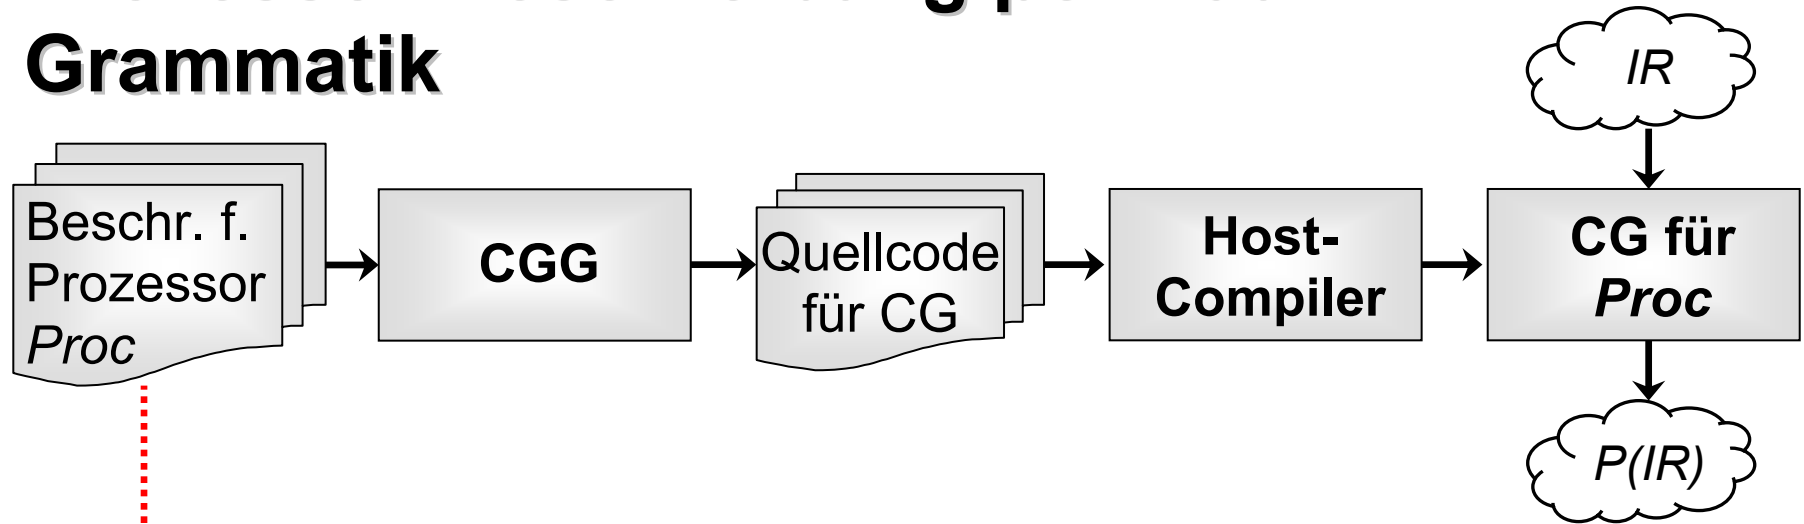 Grammatik
IR
Beschr. f.
Prozessor
Proc
CGG
Quellcode
für CG
Host-
Compiler
CG für
Proc
P(IR)